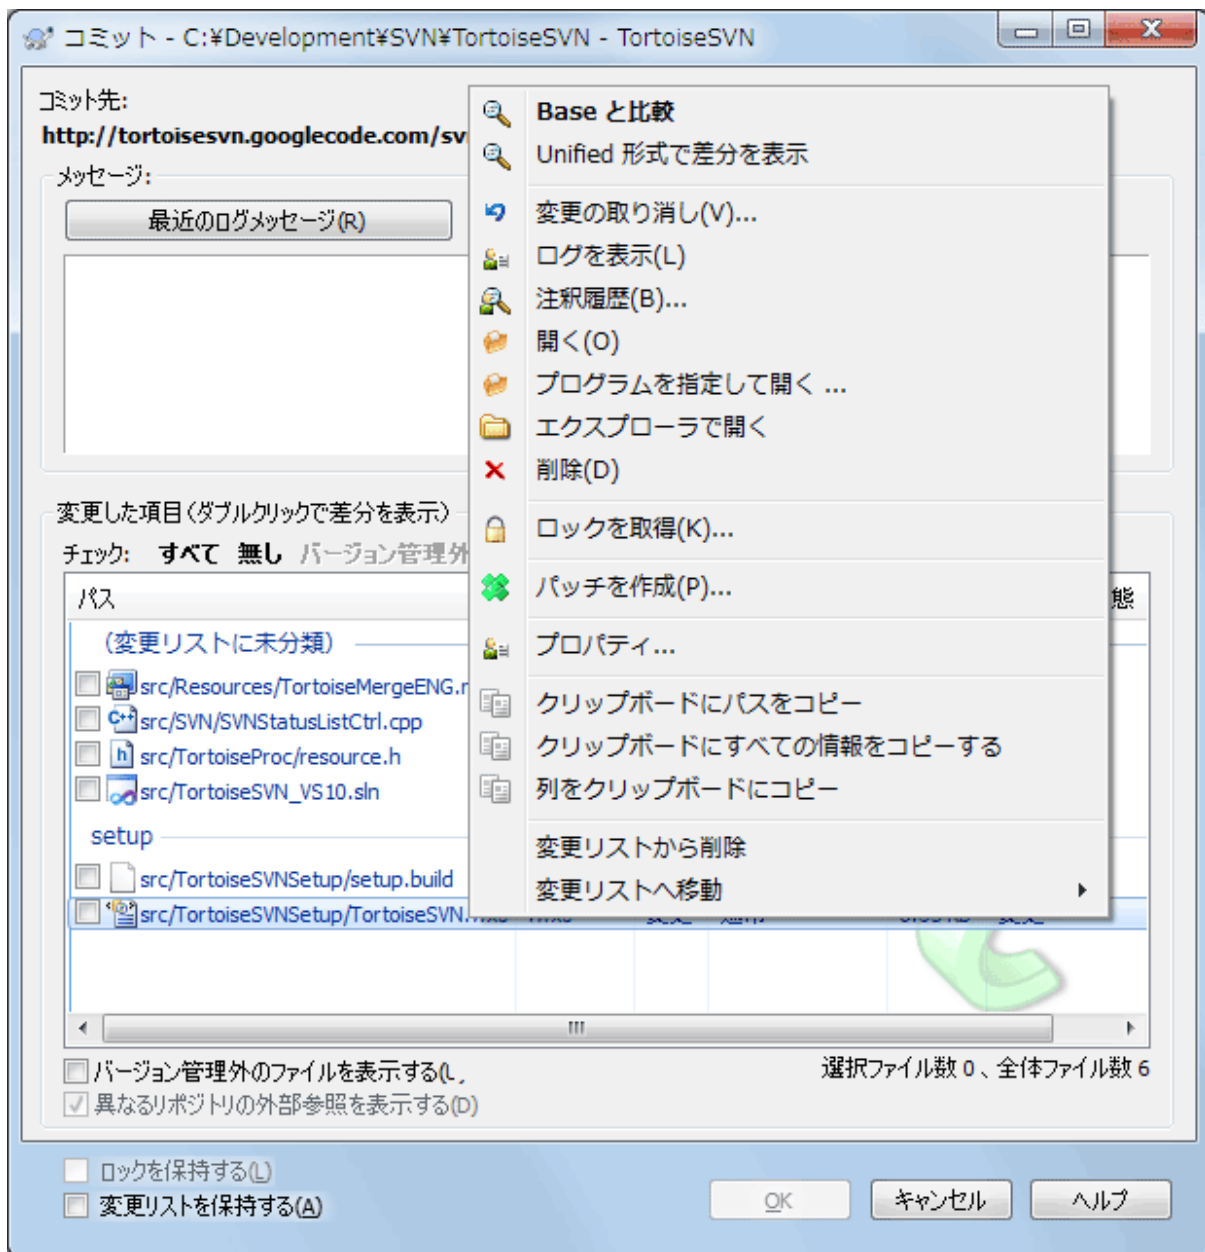 コミット - C:¥Development¥SVN¥TortoiseSVN - TortoiseSVN
コミット先:
http://tortoisesvn.googlecode.com/sv
メッセージ:
最近のログメッセージ(R)
Base と比較
Unified 形式で差分を表示
変更の取り消し(V)...
ログを表示(L)
注釈履歴(B)...
開く(O)
プログラムを指定して開く ...
エクスプローラで開く
削除(D)
ロックを取得(K)...
パッチを作成(P)...
プロパティ...
クリップボードにパスをコピー
クリップボードにすべての情報をコピーする
列をクリップボードにコピー
変更リストから削除
変更リストへ移動
変更した項目(ダブルクリックで差分を表示)
チェック: すべて 無し バージョン管理外
パス 態
(変更リストに未分類)
src/Resources/TortoiseMergeENG.r
src/SVN/SVNStatusListCtrl.cpp
src/TortoiseProc/resource.h
src/TortoiseSVN_VS10.sln
setup
src/TortoiseSVNSetup/setup.build
src/TortoiseSVNSetup/TortoiseSVN.
バージョン管理外のファイルを表示する(L
選択ファイル数 0、全体ファイル数 6
異なるリポジトリの外部参照を表示する(D)
ロックを保持する(L)
変更リストを保持する(A)
OK キャンセル ヘルプ